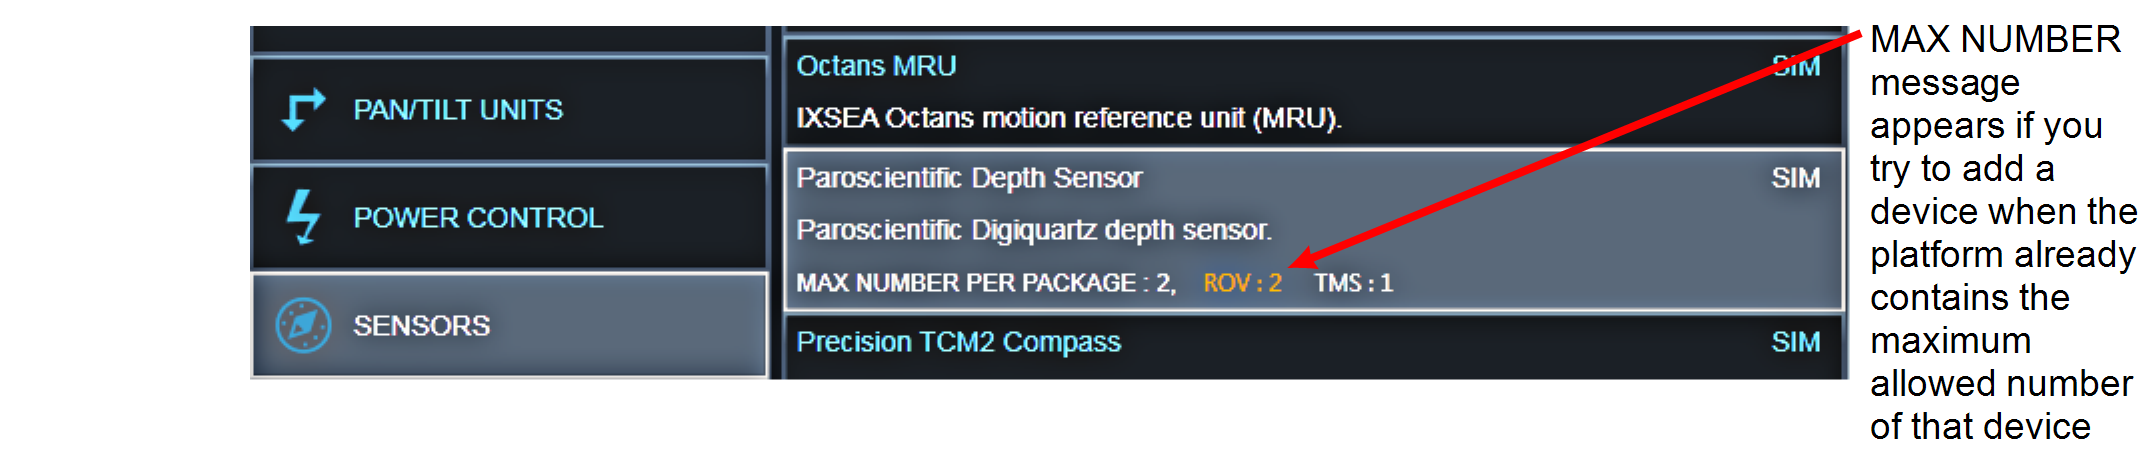 PAN/TILT UNITS
POWER CONTROL
SENSORS
Octans MRU SIM
IXSEA Octans motion reference unit (MRU).
Paroscientific Depth Sensor SIM
Paroscientific Digiquartz depth sensor.
MAX NUMBER PER PACKAGE : 2, ROV : 2 TMS : 1
Precision TCM2 Compass SIM
MAX NUMBER
message
appears if you
try to add a
device when the
platform already
contains the
maximum
allowed number
of that device